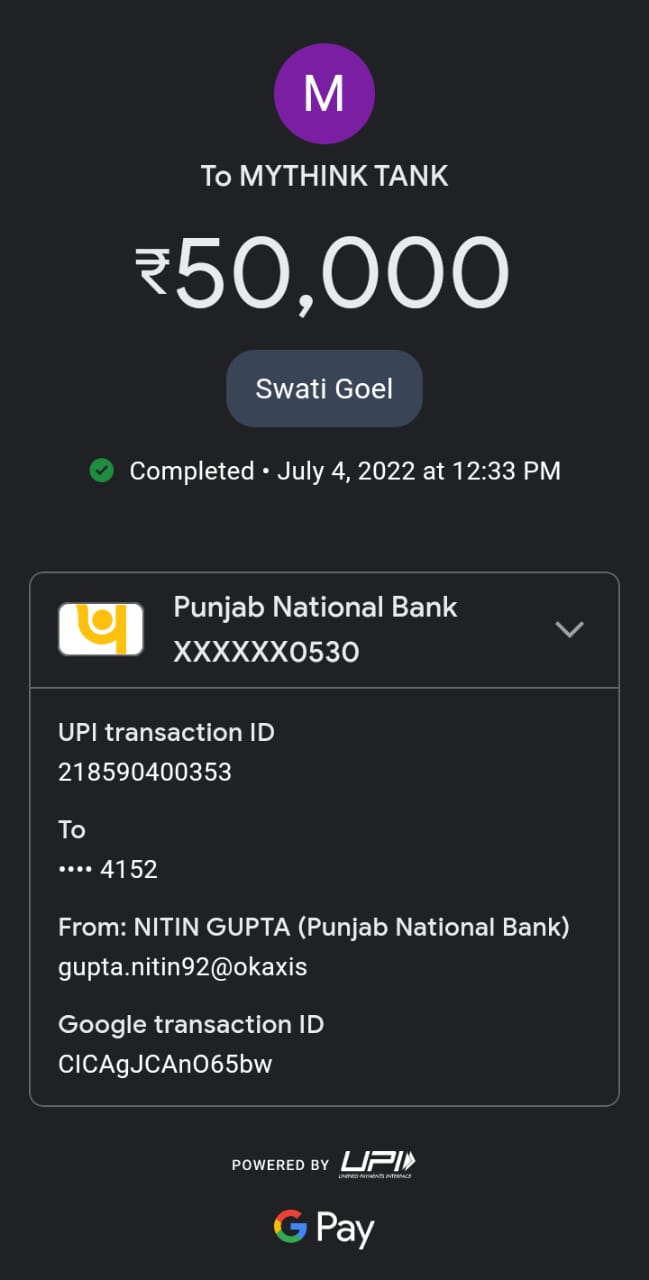 M
To MYTHINK TANK
₹50,000
Swati Goel
Completed • July 4, 2022 at 12:33 PM
Punjab National Bank
XXXXXX0530
UPI transaction ID
218590400353
To
•••• 4152
From: NITIN GUPTA (Punjab National Bank)
gupta.nitin92@okaxis
Google transaction ID
CICAgJCAnO65bw
POWERED BY UPI
UNIFIED PAYMENTS INTERFACE
G Pay